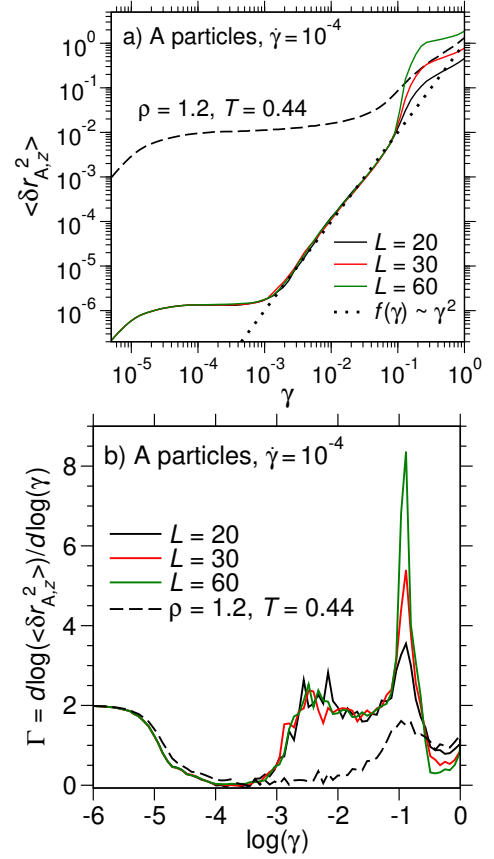 a) A particles, γ̇ = 10⁻⁴
10⁰
10⁻¹
10⁻²
10⁻³
10⁻⁴
10⁻⁵
10⁻⁶
<δr²_A,z>
ρ = 1.2, T = 0.44
L = 20
L = 30
L = 60
f(γ) ~ γ²
10⁻⁵ 10⁻⁴ 10⁻³ 10⁻² 10⁻¹ 10⁰
γ
b) A particles, γ̇ = 10⁻⁴
8
6
4
2
0
Γ = dlog(<δr²_A,z>)/dlog(γ)
L = 20
L = 30
L = 60
ρ = 1.2, T = 0.44
-6 -5 -4 -3 -2 -1 0
log(γ)